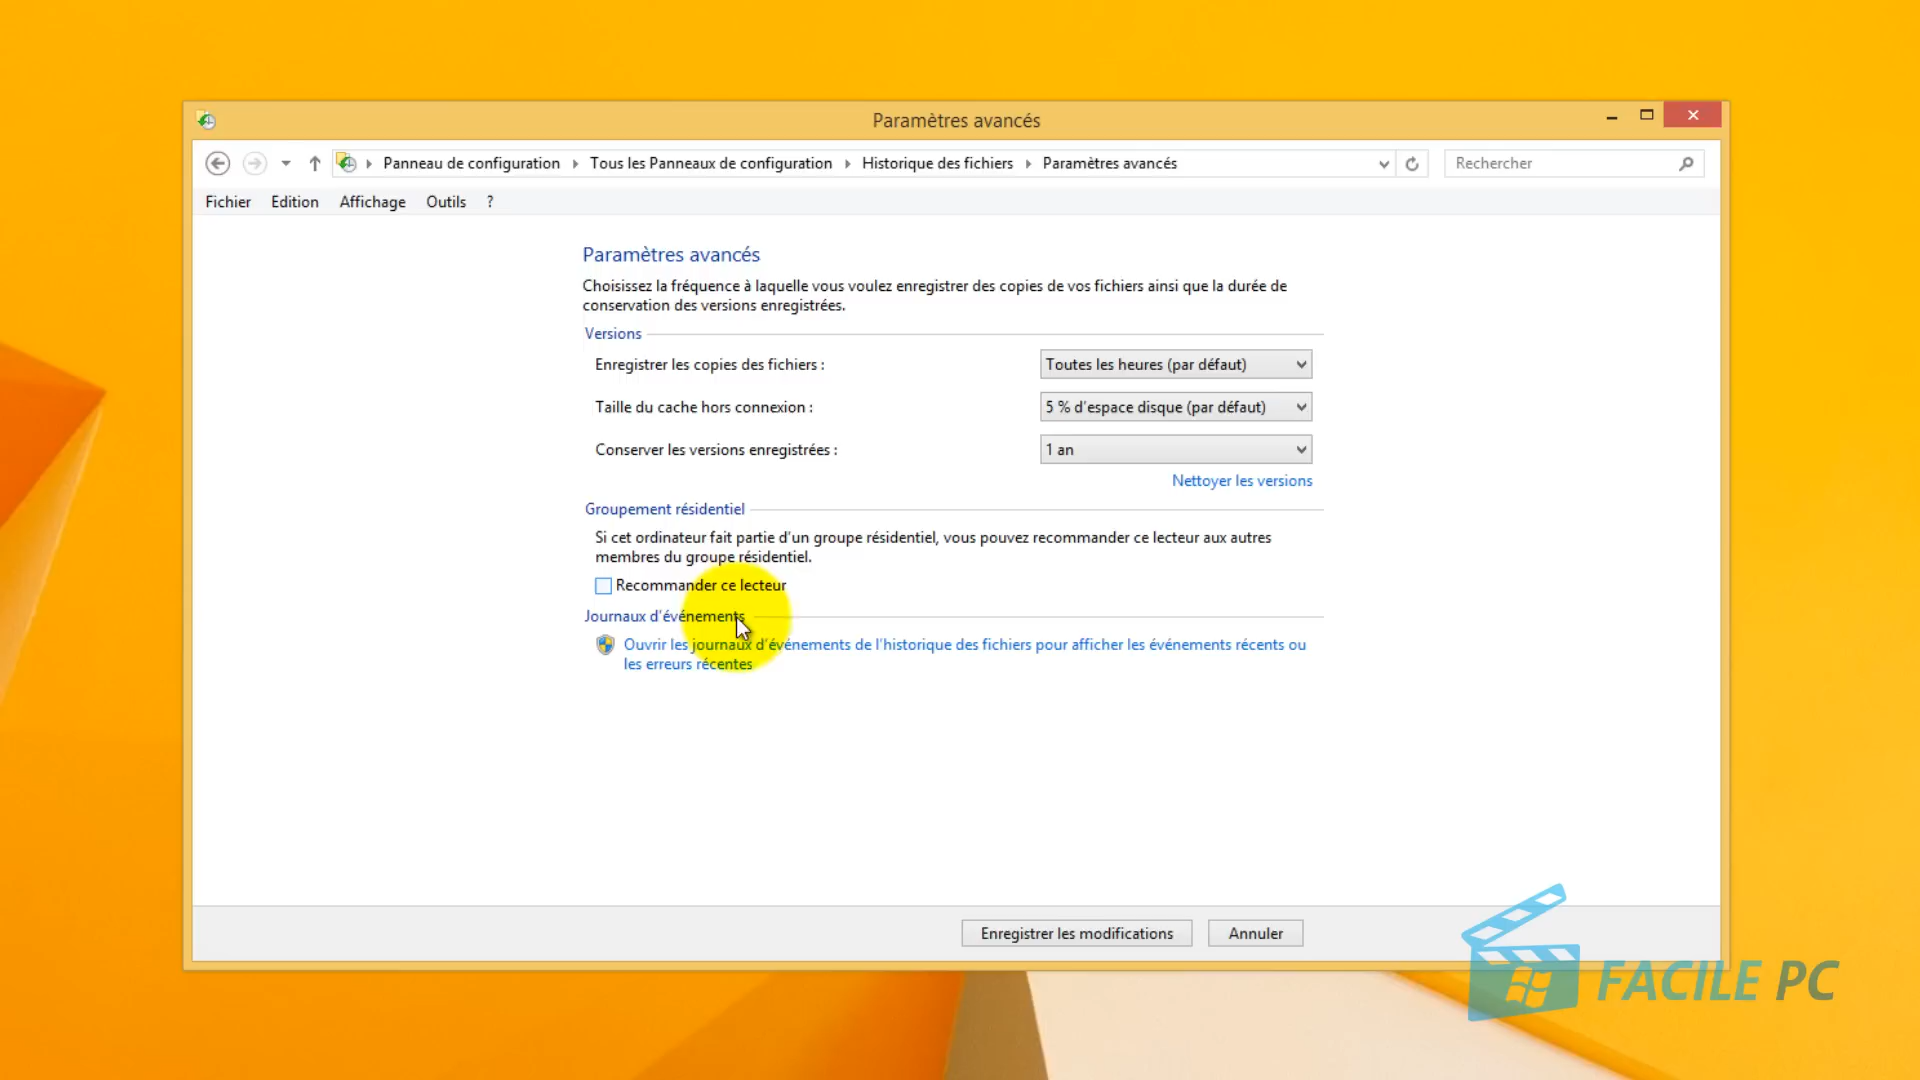 Paramètres avancés
Panneau de configuration Tous les Panneaux de configuration Historique des fichiers Paramètres avancés Rechercher
Fichier Edition Affichage Outils ?
Paramètres avancés
Choisissez la fréquence à laquelle vous voulez enregistrer des copies de vos fichiers ainsi que la durée de
conservation des versions enregistrées.
Versions
Enregistrer les copies des fichiers : Toutes les heures (par défaut)
Taille du cache hors connexion : 5 % d'espace disque (par défaut)
Conserver les versions enregistrées : 1 an
Nettoyer les versions
Groupement résidentiel
Si cet ordinateur fait partie d'un groupe résidentiel, vous pouvez recommander ce lecteur aux autres
membres du groupe résidentiel.
Recommander ce lecteur
Journaux d'événements
Ouvrir les journaux d'événements de l'historique des fichiers pour afficher les événements récents ou
les erreurs récentes
Enregistrer les modifications Annuler
FACILE PC